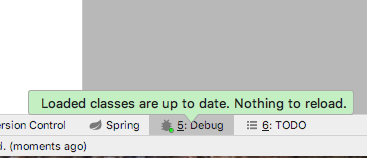 Loaded classes are up to date. Nothing to reload.
ersion Control Spring 5: Debug 6: TODO
d. (moments ago)